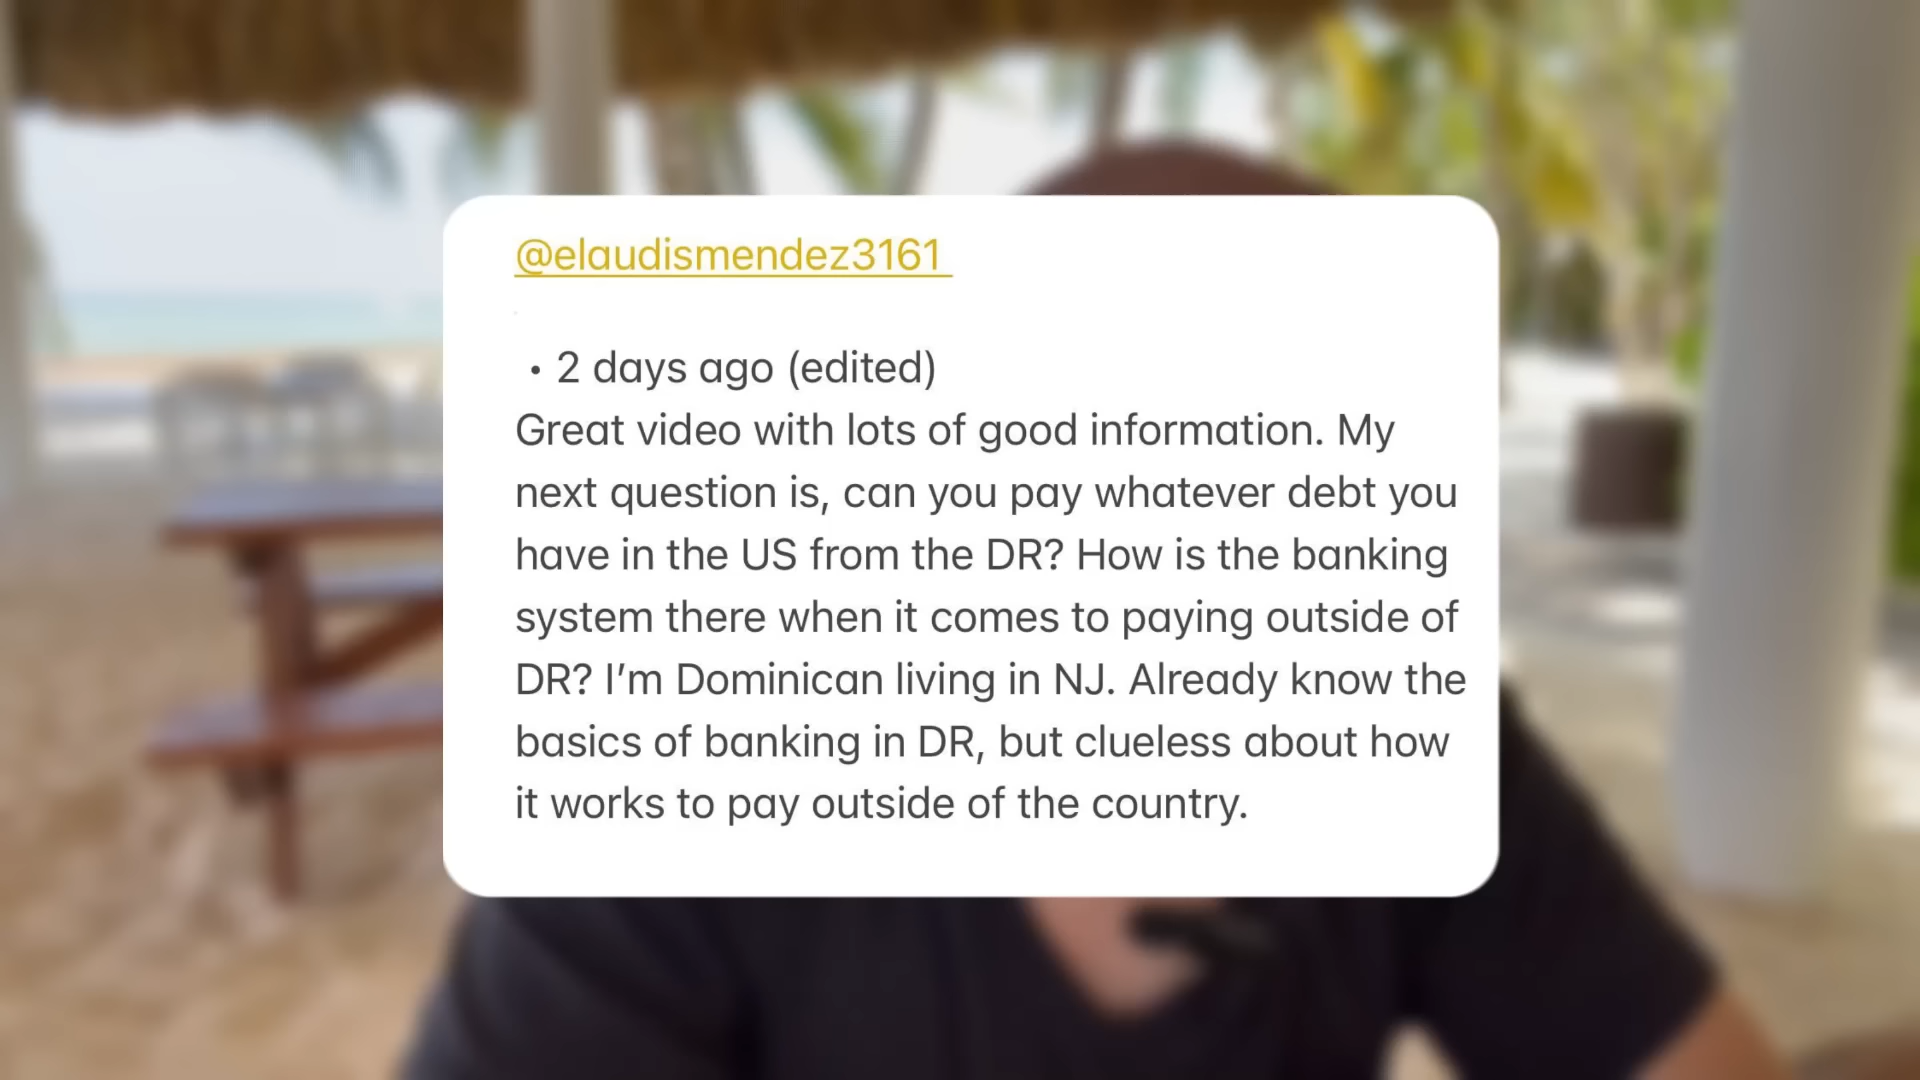 @elaudismendez3161
• 2 days ago (edited)
Great video with lots of good information. My
next question is, can you pay whatever debt you
have in the US from the DR? How is the banking
system there when it comes to paying outside of
DR? I’m Dominican living in NJ. Already know the
basics of banking in DR, but clueless about how
it works to pay outside of the country.